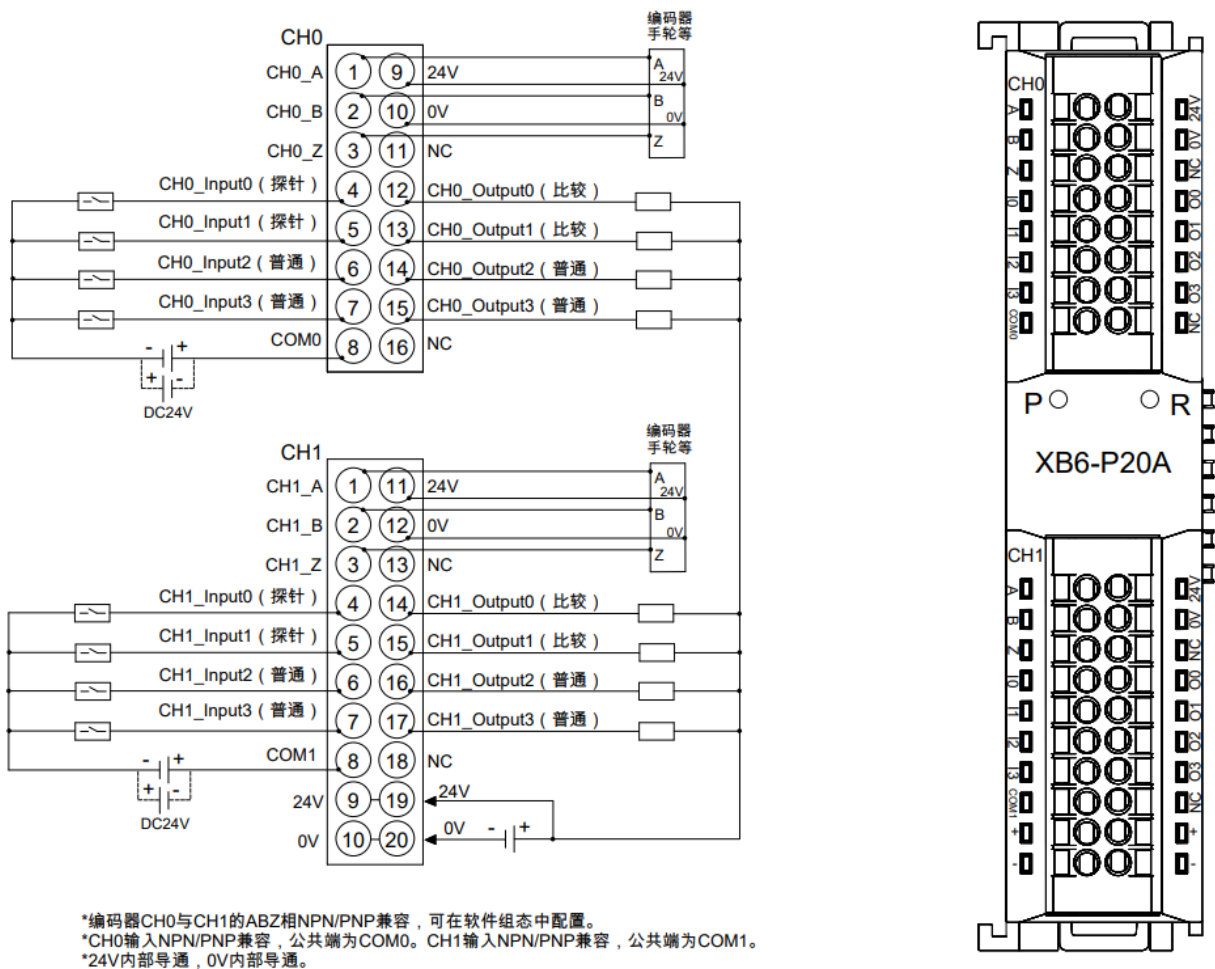 编码器
手轮等
CH0
CH0_A 1 9 24V
A
24V
CH0_B 2 10 0V
B
0V
CH0_Z 3 11 NC
Z
CH0_Input0（探针） 4 12 CH0_Output0（比较）
CH0_Input1（探针） 5 13 CH0_Output1（比较）
CH0_Input2（普通） 6 14 CH0_Output2（普通）
CH0_Input3（普通） 7 15 CH0_Output3（普通）
COM0 8 16 NC
- +
+ -
DC24V
编码器
手轮等
CH1
CH1_A 1 11 24V
A
24V
CH1_B 2 12 0V
B
0V
CH1_Z 3 13 NC
Z
CH1_Input0（探针） 4 14 CH1_Output0（比较）
CH1_Input1（探针） 5 15 CH1_Output1（比较）
CH1_Input2（普通） 6 16 CH1_Output2（普通）
CH1_Input3（普通） 7 17 CH1_Output3（普通）
COM1 8 18 NC
- +
+ -
DC24V
24V 9 19 24V
0V 10 20 0V - +
*编码器CH0与CH1的ABZ相NPN/PNP兼容，可在软件组态中配置。
*CH0输入NPN/PNP兼容，公共端为COM0。CH1输入NPN/PNP兼容，公共端为COM1。
*24V内部导通，0V内部导通。
CH0
A 24V
B 0V
Z NC
I0 O0
I1 O1
I2 O2
I3 O3
COM0 NC
P R
XB6-P20A
CH1
A 24V
B 0V
Z NC
I0 O0
I1 O1
I2 O2
I3 O3
COM1 NC
+ +
- -